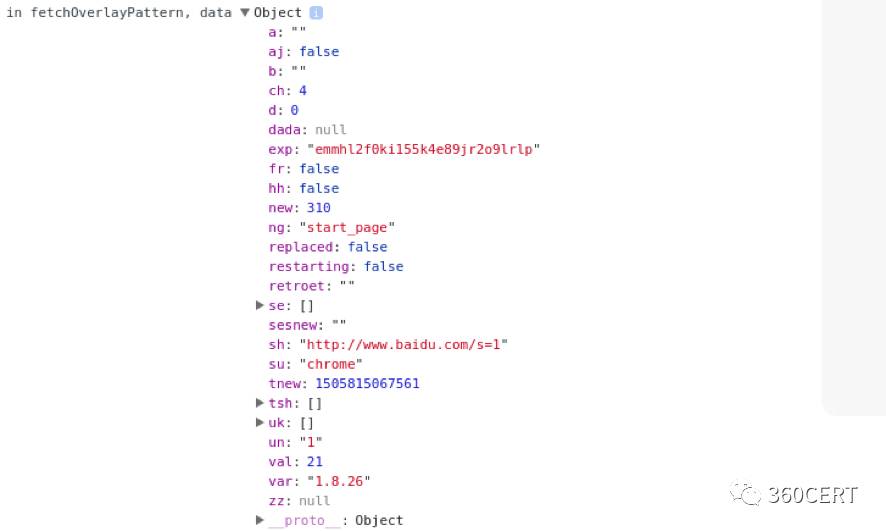 in fetchOverlayPattern, data ▼Object i
a: ""
aj: false
b: ""
ch: 4
d: 0
dada: null
exp: "emmhl2f0ki155k4e89jr2o9lrlp"
fr: false
hh: false
new: 310
ng: "start_page"
replaced: false
restarting: false
retroet: ""
▶ se: []
sesnew: ""
sh: "http://www.baidu.com/s=1"
su: "chrome"
tnew: 1505815067561
▶ tsh: []
▶ uk: []
un: "1"
val: 21
var: "1.8.26"
zz: null
▶ __proto__: Object
360CERT